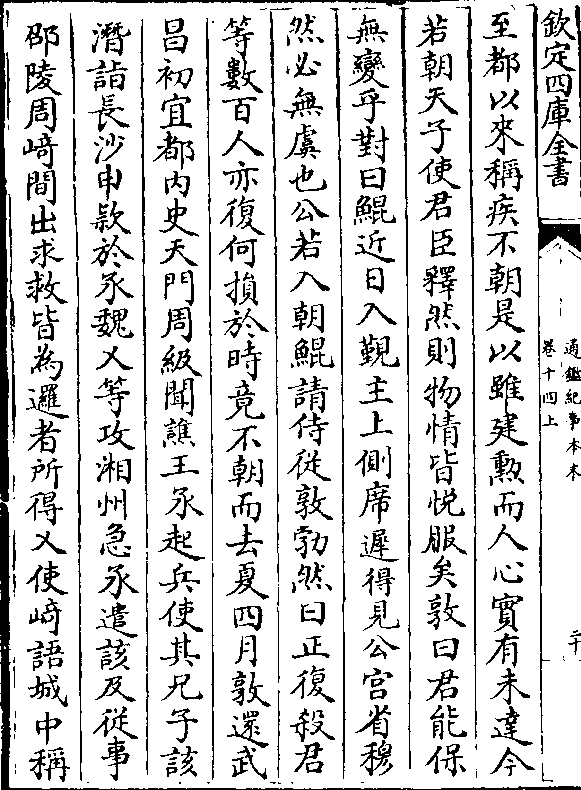 欽定四庫全書
通鑑紀事本末
卷十四上
二十
至都以來稱疾不朝是以雖建勲而人心實有未達今
若朝天子使君臣釋然則物情皆悦服矣敦曰君能保
無變乎對曰鯤近日入覲主上側席遲得見公宫省穆
然必無虞也公若入朝鯤請侍從敦勃然曰正復殺君
等數百人亦復何損於時竟不朝而去夏四月敦還武
昌初宜都内史天門周級聞譙王氶起兵使其兄子該
潛詣長沙申款於氶魏乂等攻湘州急氶遣該及從事
邵陵周﨑間出求救皆為邏者所得乂使﨑語城中稱